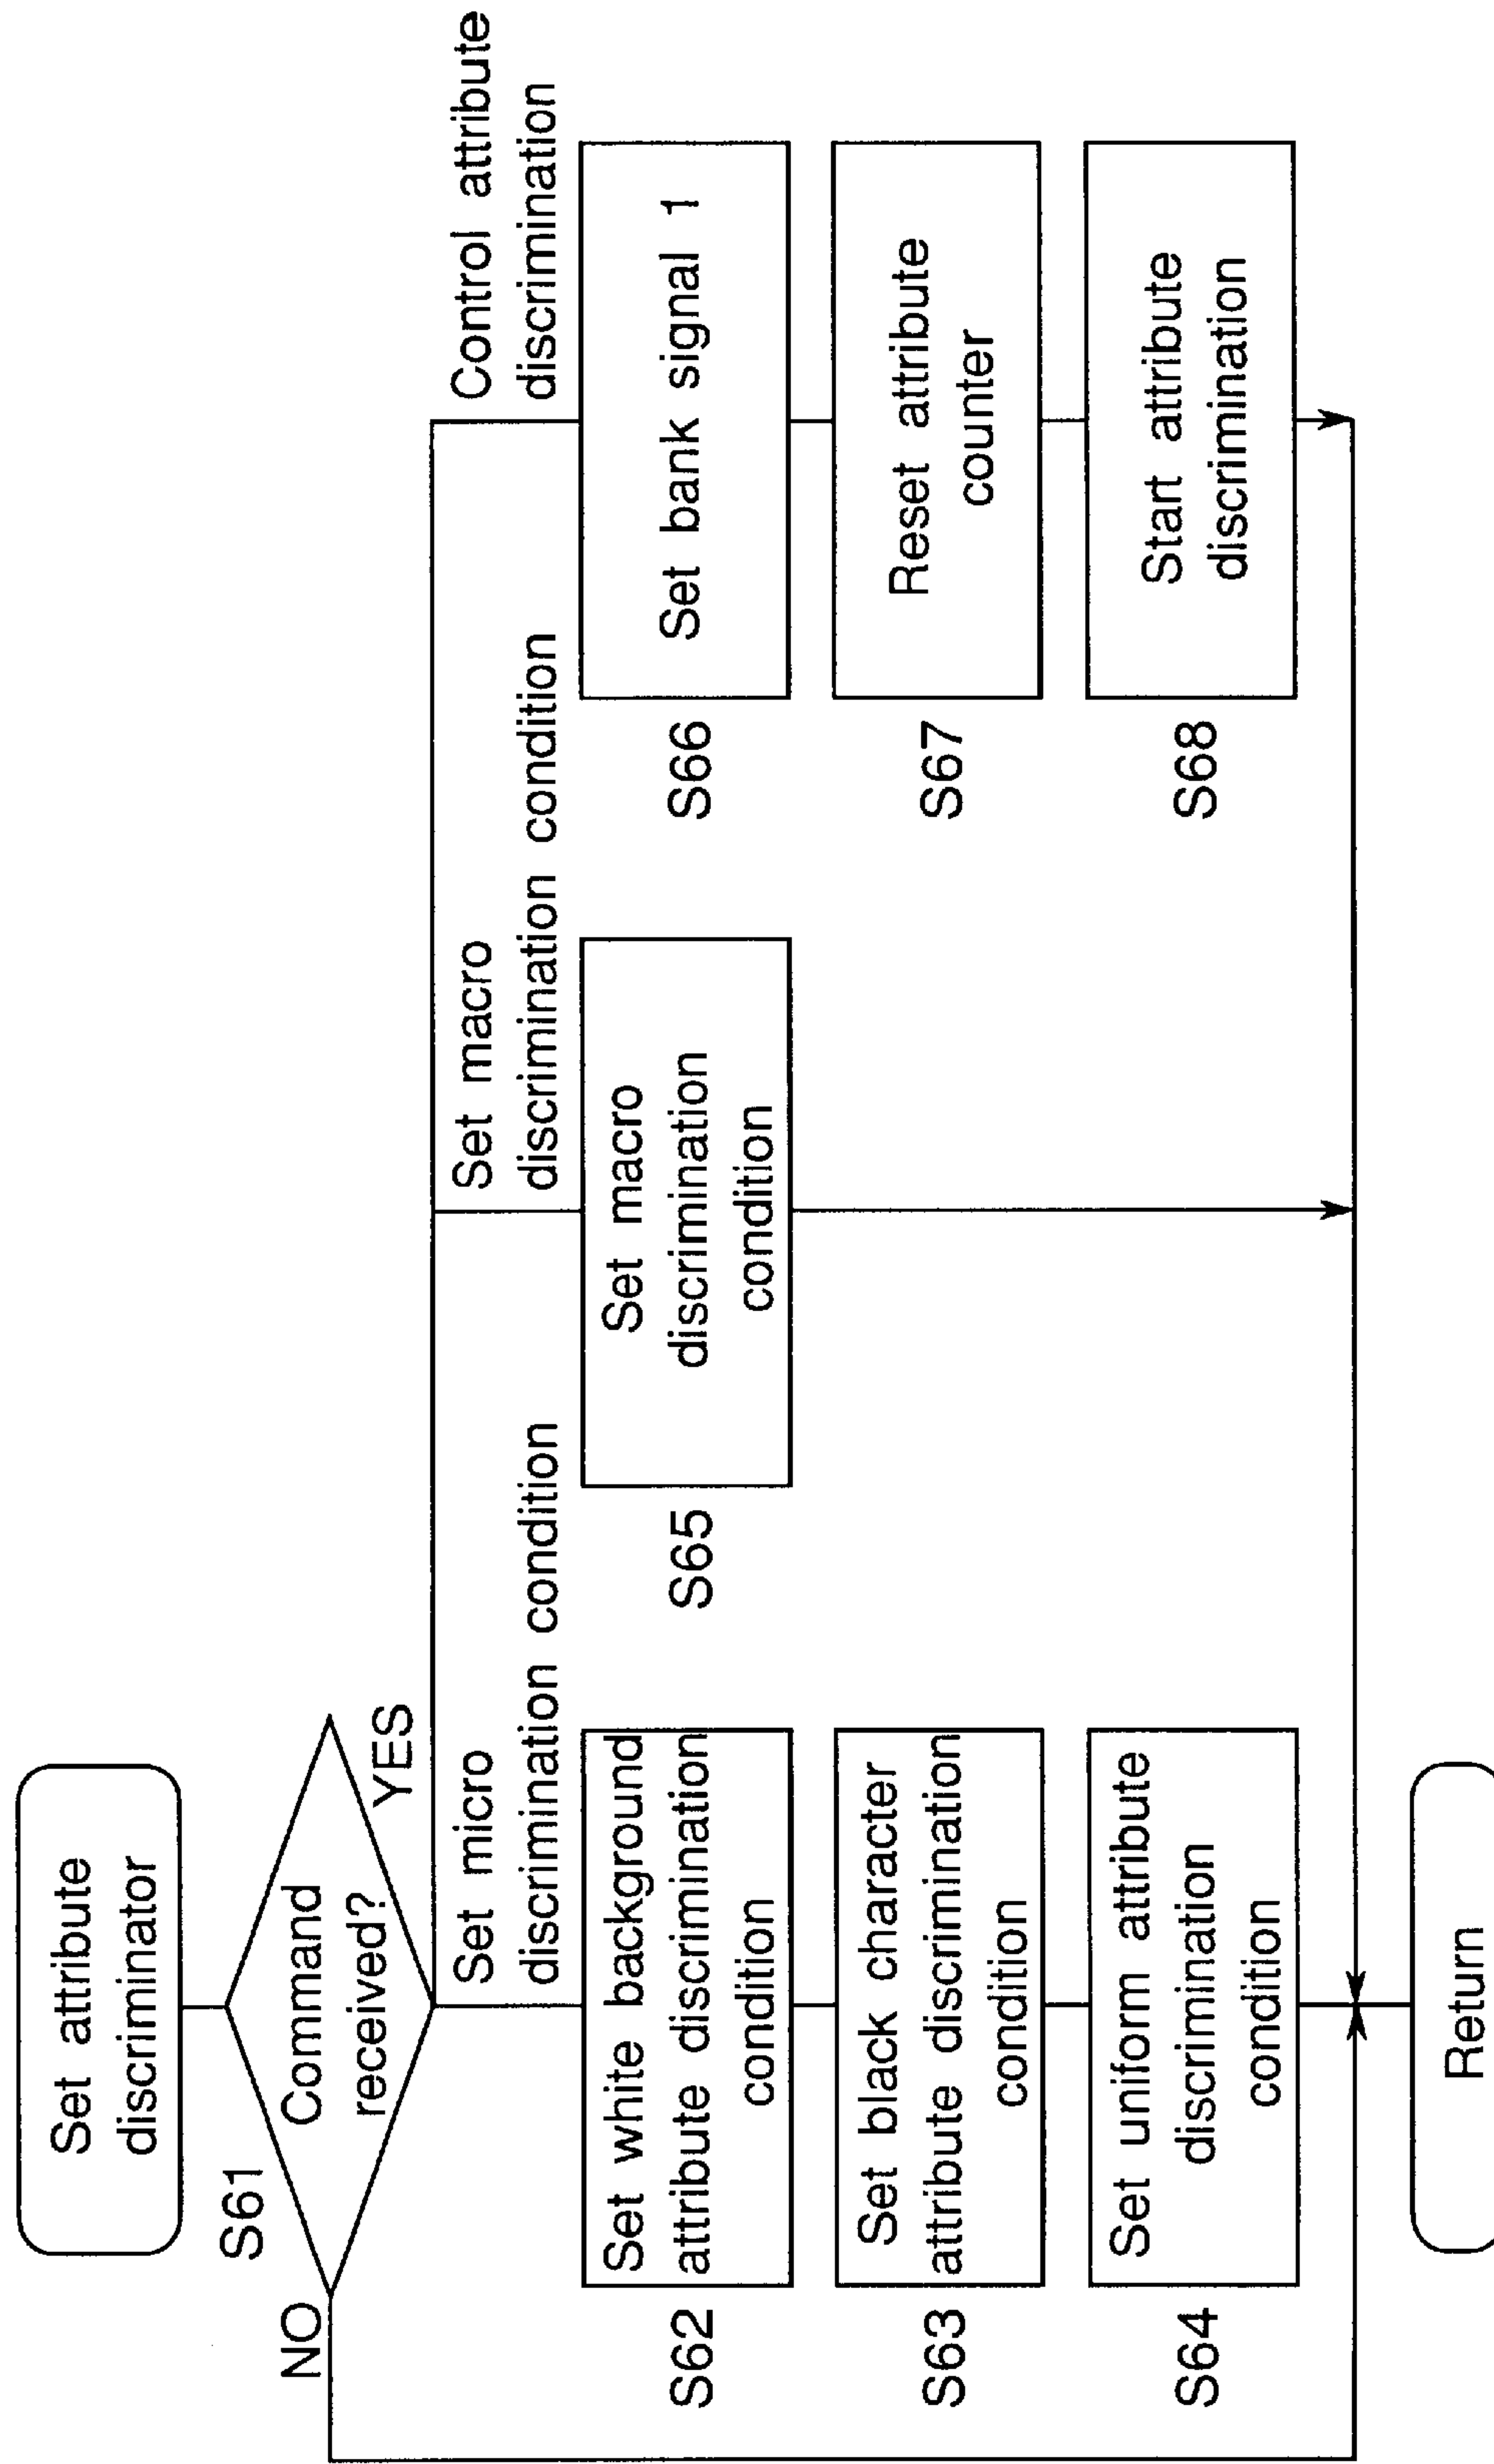 Set attribute
discriminator
S61
Command
received?
NO
YES
Set micro
discrimination condition
S62
Set white background
attribute discrimination
condition
S63
Set black character
attribute discrimination
condition
S64
Set uniform attribute
discrimination
condition
Set macro
discrimination condition
S65
Set macro
discrimination
condition
Control attribute
discrimination
S66
Set bank signal 1
S67
Reset attribute
counter
S68
Start attribute
discrimination
Return